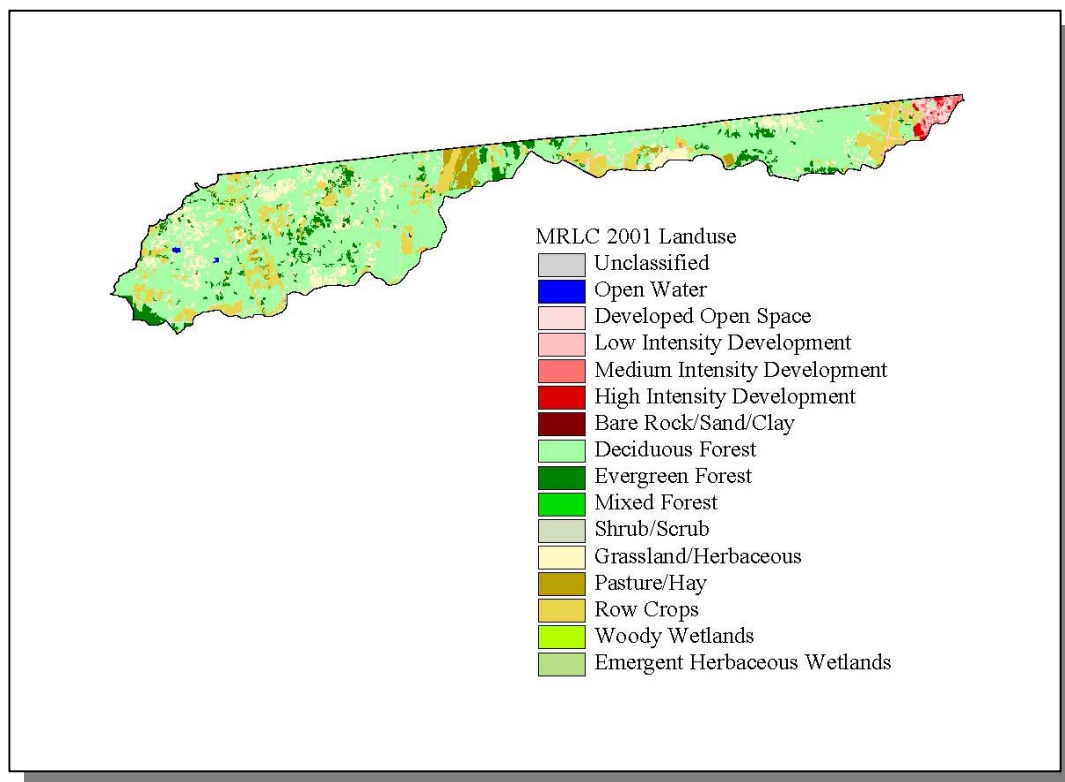 MRLC 2001 Landuse
Unclassified
Open Water
Developed Open Space
Low Intensity Development
Medium Intensity Development
High Intensity Development
Bare Rock/Sand/Clay
Deciduous Forest
Evergreen Forest
Mixed Forest
Shrub/Scrub
Grassland/Herbaceous
Pasture/Hay
Row Crops
Woody Wetlands
Emergent Herbaceous Wetlands